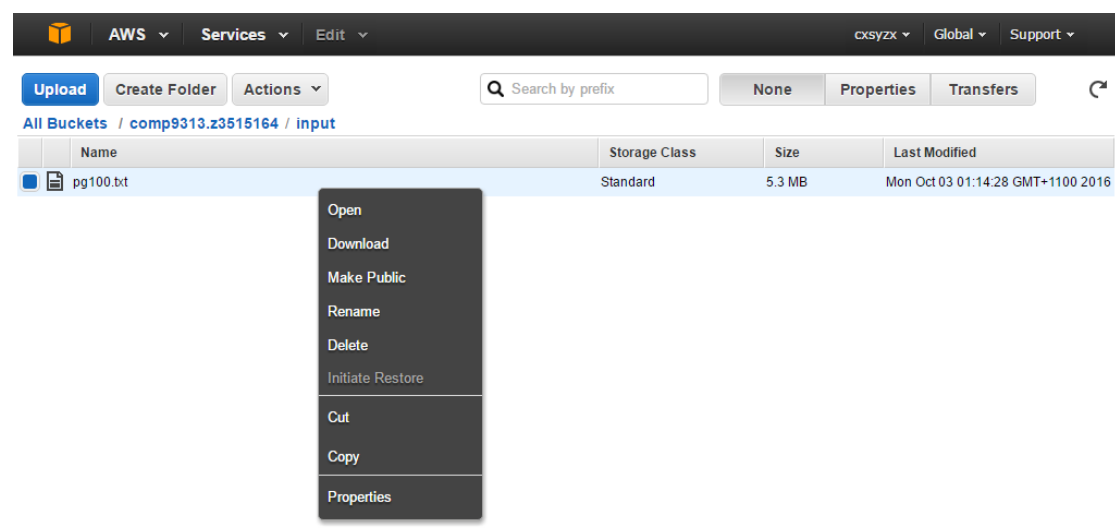 AWS Services Edit cxsyzx Global Support
Upload Create Folder Actions Search by prefix None Properties Transfers
All Buckets / comp9313.z3515164 / input
Name Storage Class Size Last Modified
pg100.txt Standard 5.3 MB Mon Oct 03 01:14:28 GMT+1100 2016
Open
Download
Make Public
Rename
Delete
Initiate Restore
Cut
Copy
Properties